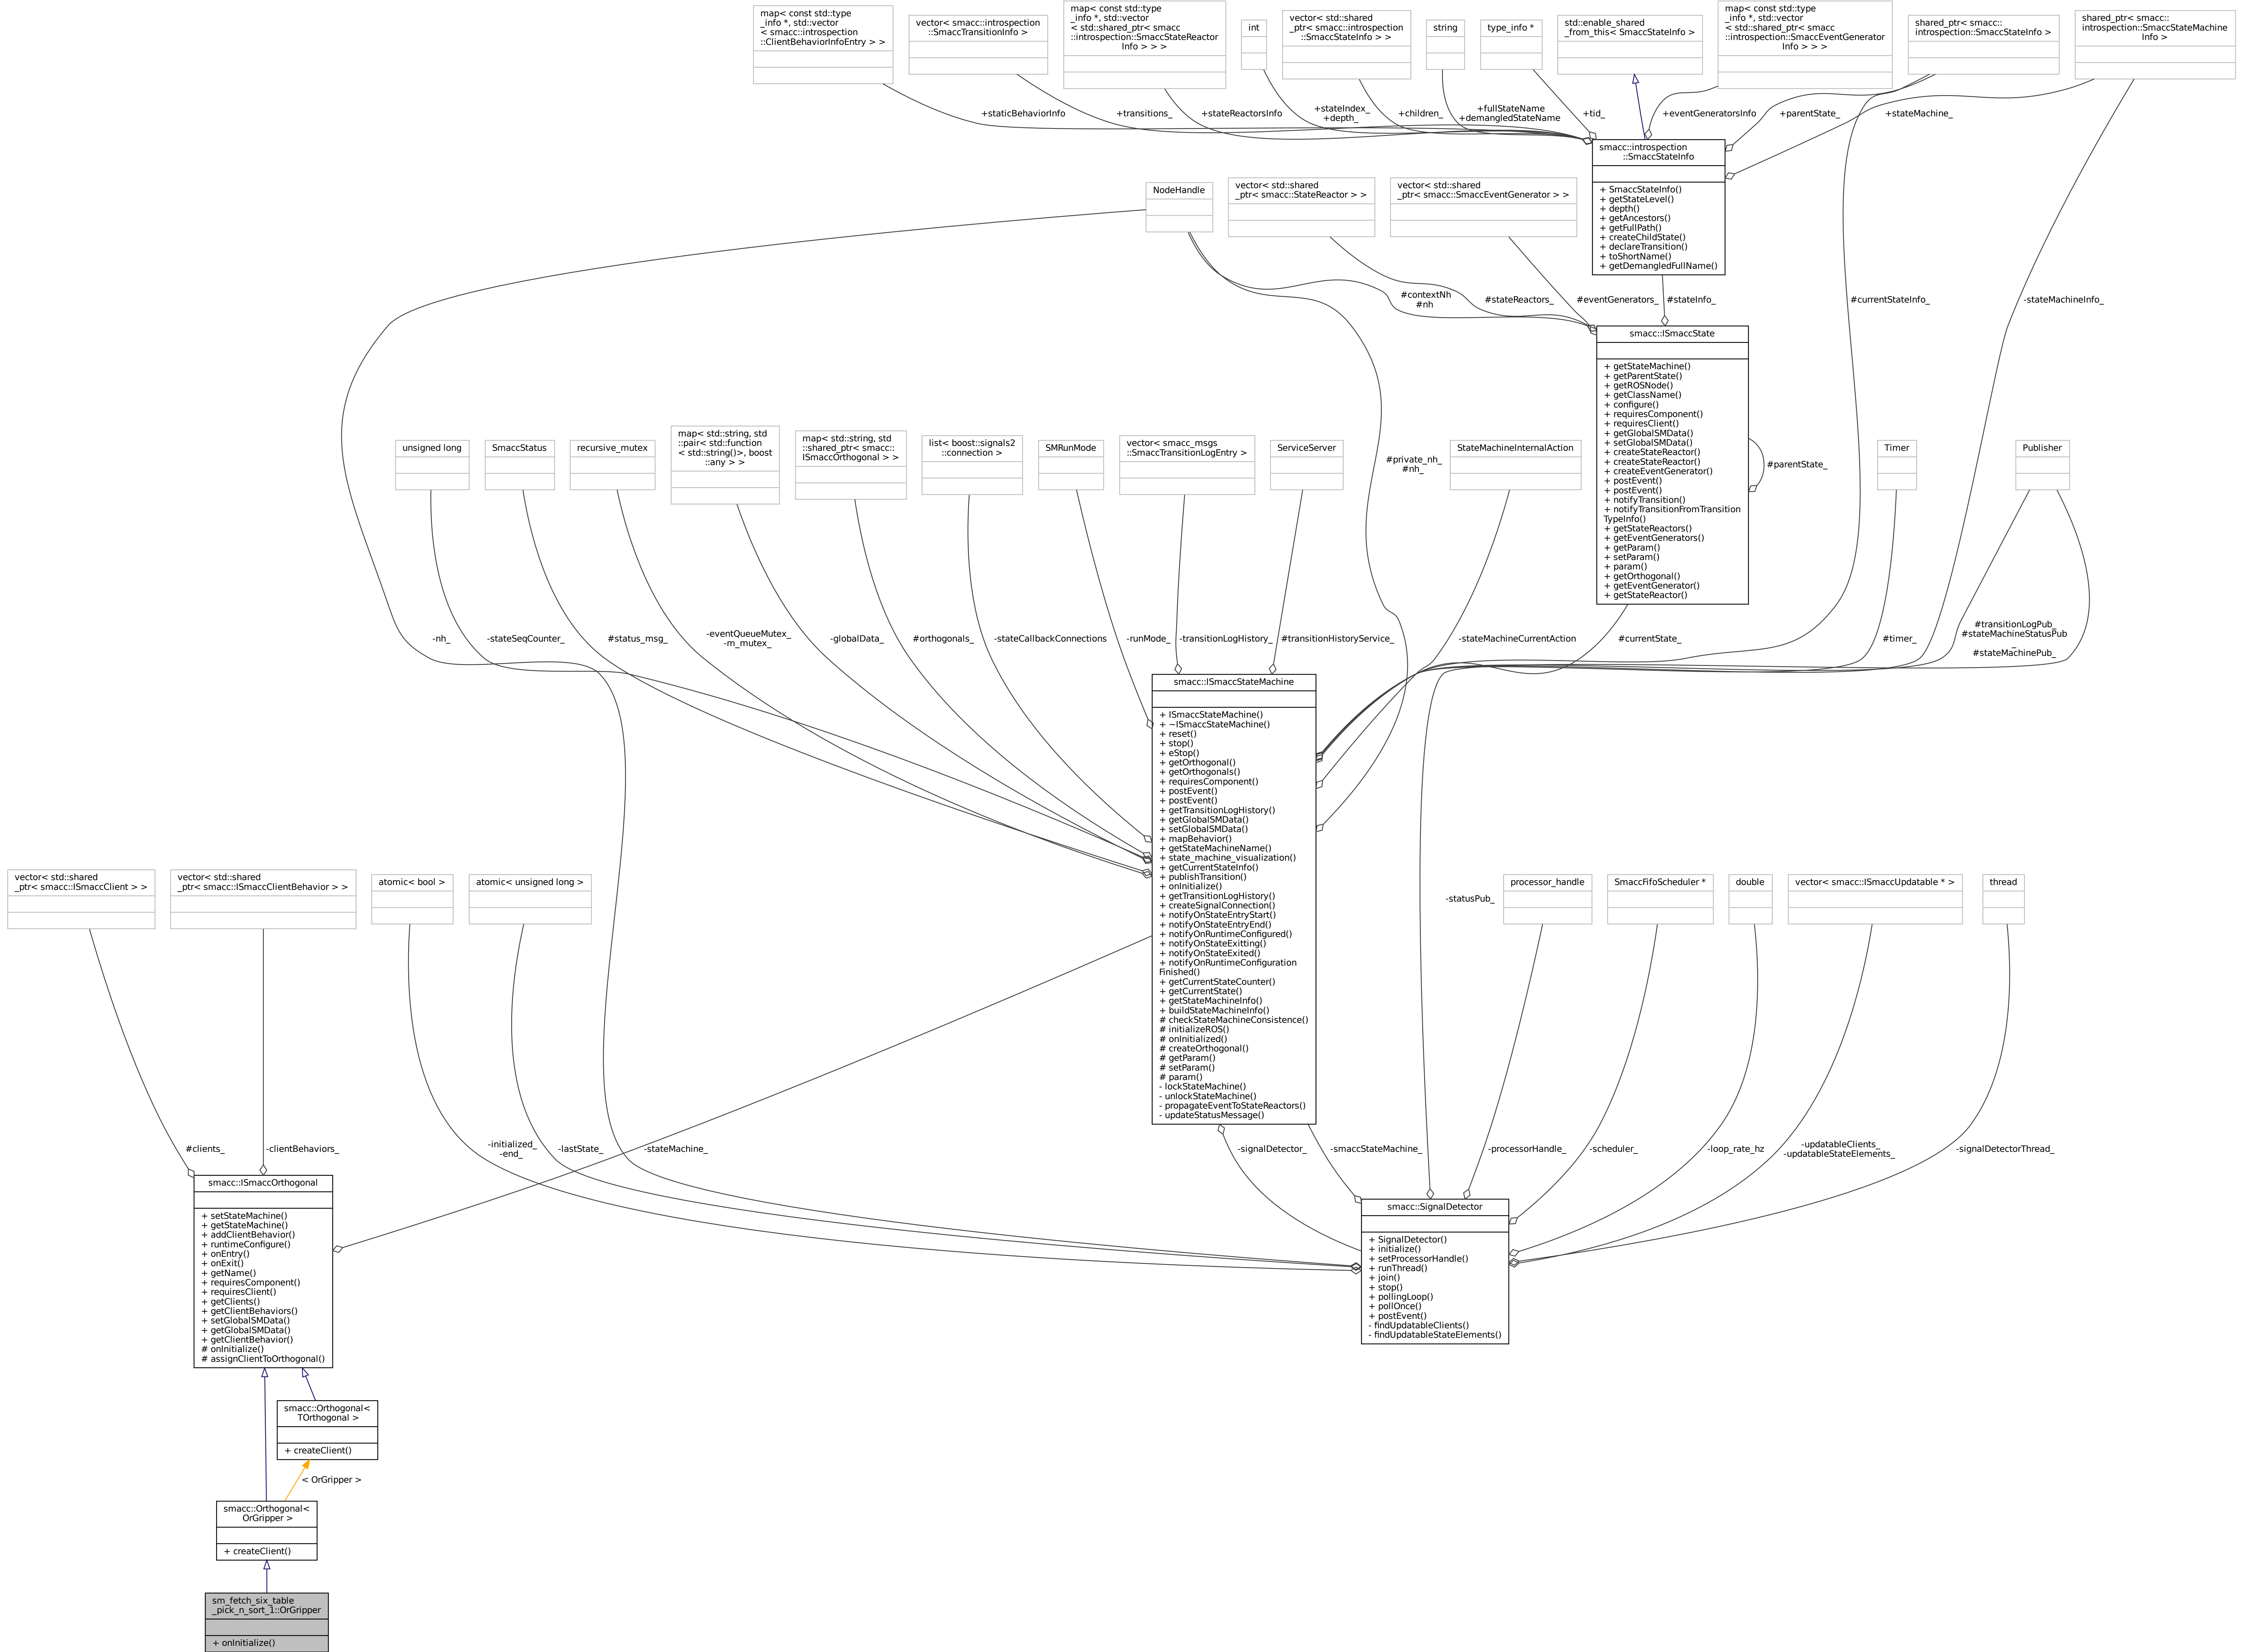 map< const std::type
_info *, std::vector
< smacc::introspection
::ClientBehaviorInfoEntry > >
vector< smacc::introspection
::SmaccTransitionInfo >
map< const std::type
_info *, std::vector
< std::shared_ptr< smacc
::introspection::SmaccStateReactor
Info > > >
int
vector< std::shared
_ptr< smacc::introspection
::SmaccStateInfo > >
string
type_info *
std::enable_shared
_from_this< SmaccStateInfo >
map< const std::type
_info *, std::vector
< std::shared_ptr< smacc
::introspection::SmaccEventGenerator
Info > > >
shared_ptr< smacc::
introspection::SmaccStateInfo >
shared_ptr< smacc::
introspection::SmaccStateMachine
Info >
+staticBehaviorInfo
+transitions_
+stateReactorsInfo
+stateIndex_
+depth_
+children_
+fullStateName
+demangledStateName
+tid_
+eventGeneratorsInfo
+parentState_
+stateMachine_
smacc::introspection
::SmaccStateInfo
+ SmaccStateInfo()
+ getStateLevel()
+ depth()
+ getAncestors()
+ getFullPath()
+ createChildState()
+ declareTransition()
+ toShortName()
+ getDemangledFullName()
NodeHandle
vector< std::shared
_ptr< smacc::StateReactor > >
vector< std::shared
_ptr< smacc::SmaccEventGenerator > >
#contextNh
#nh
#stateReactors_
#eventGenerators_
#stateInfo_
#currentStateInfo_
-stateMachineInfo_
smacc::ISmaccState
+ getStateMachine()
+ getParentState()
+ getROSNode()
+ getClassName()
+ configure()
+ requiresComponent()
+ requiresClient()
+ getGlobalSMData()
+ setGlobalSMData()
+ createStateReactor()
+ createStateReactor()
+ createEventGenerator()
+ postEvent()
+ postEvent()
+ notifyTransition()
+ notifyTransitionFromTransition
TypeInfo()
+ getStateReactors()
+ getEventGenerators()
+ getParam()
+ setParam()
+ param()
+ getOrthogonal()
+ getEventGenerator()
+ getStateReactor()
#parentState_
unsigned long
SmaccStatus
recursive_mutex
map< std::string, std
::pair< std::function
< std::string()>, boost
::any > >
map< std::string, std
::shared_ptr< smacc::
ISmaccOrthogonal > >
list< boost::signals2
::connection >
SMRunMode
vector< smacc_msgs
::SmaccTransitionLogEntry >
ServiceServer
#private_nh_
#nh_
StateMachineInternalAction
Timer
Publisher
-nh_
-stateSeqCounter_
#status_msg_
-eventQueueMutex_
-m_mutex_
-globalData_
#orthogonals_
-stateCallbackConnections
-runMode_
-transitionLogHistory_
#transitionHistoryService_
-stateMachineCurrentAction
#currentState_
#timer_
#transitionLogPub_
#stateMachineStatusPub
_
#stateMachinePub_
smacc::ISmaccStateMachine
+ ISmaccStateMachine()
+ ~ISmaccStateMachine()
+ reset()
+ stop()
+ eStop()
+ getOrthogonal()
+ getOrthogonals()
+ requiresComponent()
+ postEvent()
+ postEvent()
+ getTransitionLogHistory()
+ getGlobalSMData()
+ setGlobalSMData()
+ mapBehavior()
+ getStateMachineName()
+ state_machine_visualization()
+ getCurrentStateInfo()
+ publishTransition()
+ onInitialize()
+ getTransitionLogHistory()
+ createSignalConnection()
+ notifyOnStateEntryStart()
+ notifyOnStateEntryEnd()
+ notifyOnRuntimeConfigured()
+ notifyOnStateExitting()
+ notifyOnStateExited()
+ notifyOnRuntimeConfiguration
Finished()
+ getCurrentStateCounter()
+ getCurrentState()
+ getStateMachineInfo()
+ buildStateMachineInfo()
# checkStateMachineConsistence()
# initializeROS()
# onInitialized()
# createOrthogonal()
# getParam()
# setParam()
# param()
- lockStateMachine()
- unlockStateMachine()
- propagateEventToStateReactors()
- updateStatusMessage()
vector< std::shared
_ptr< smacc::ISmaccClient > >
vector< std::shared
_ptr< smacc::ISmaccClientBehavior > >
atomic< bool >
atomic< unsigned long >
-statusPub_
processor_handle
SmaccFifoScheduler *
double
vector< smacc::ISmaccUpdatable * >
thread
#clients_
-clientBehaviors_
-initialized_
-end_
-lastState_
-stateMachine_
-signalDetector_
-smaccStateMachine_
-processorHandle_
-scheduler_
-loop_rate_hz
-updatableClients_
-updatableStateElements_
-signalDetectorThread_
smacc::ISmaccOrthogonal
+ setStateMachine()
+ getStateMachine()
+ addClientBehavior()
+ runtimeConfigure()
+ onEntry()
+ onExit()
+ getName()
+ requiresComponent()
+ requiresClient()
+ getClients()
+ getClientBehaviors()
+ setGlobalSMData()
+ getGlobalSMData()
+ getClientBehavior()
# onInitialize()
# assignClientToOrthogonal()
smacc::SignalDetector
+ SignalDetector()
+ initialize()
+ setProcessorHandle()
+ runThread()
+ join()
+ stop()
+ pollingLoop()
+ pollOnce()
+ postEvent()
- findUpdatableClients()
- findUpdatableStateElements()
smacc::Orthogonal<
TOrthogonal >
+ createClient()
< OrGripper >
smacc::Orthogonal<
OrGripper >
+ createClient()
sm_fetch_six_table
_pick_n_sort_1::OrGripper
+ onInitialize()